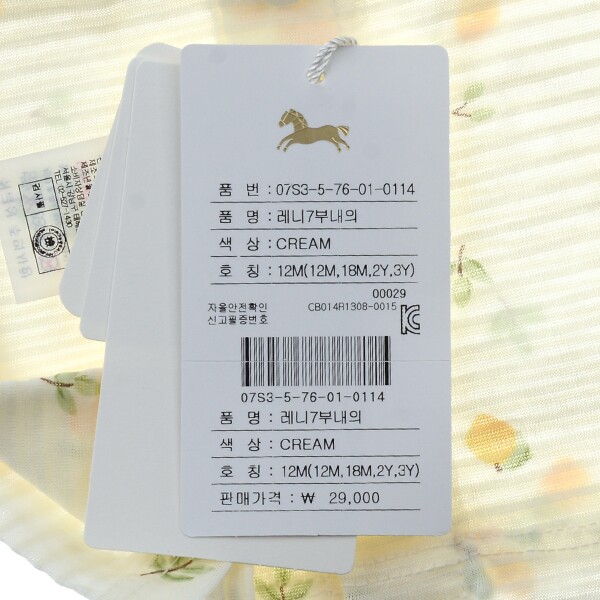 품 번 : 07S3-5-76-01-0114
품 명 : 레니7부내의
색 상 : CREAM
호 칭 : 12M(12M,18M,2Y,3Y)
00029
자율안전확인 CB014R1308-0015
신고필증번호
07S3-5-76-01-0114
품 명 : 레니7부내의
색 상 : CREAM
호 칭 : 12M(12M,18M,2Y,3Y)
판매가격 : ₩ 29,000
검사필